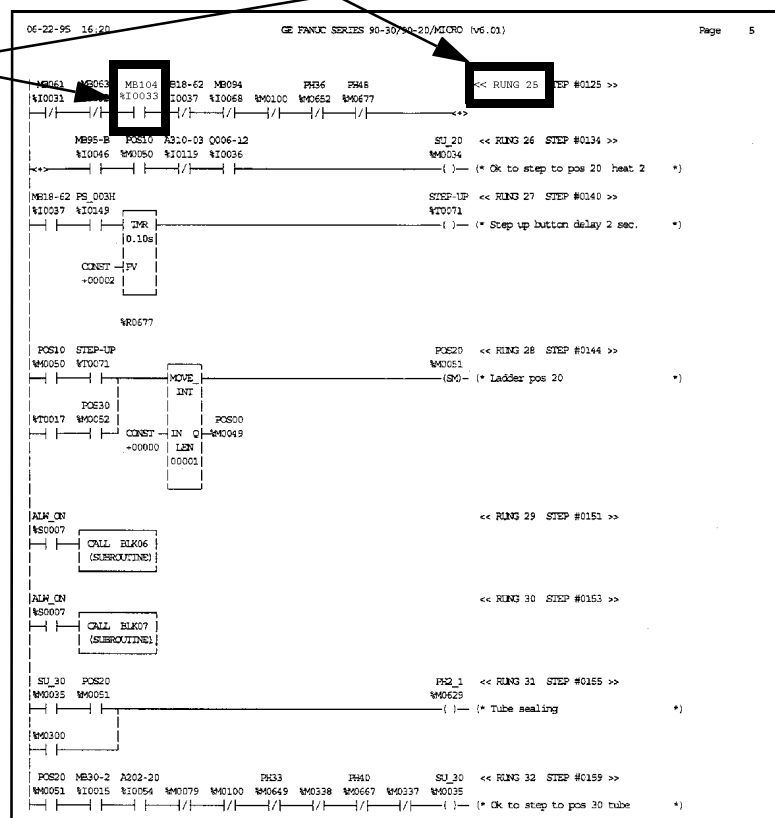 06-22-95 16:20 GE FANUC SERIES 90-30/90-20/MICRO (v6.01) Page 5
MB061 MB063 MB104 B18-62 MB094 PH36 PH48 << RUNG 25 STEP #0125 >>
%I0031 %I0033 I0037 %I0068 %M0100 %M0652 %M0677
<+>
MB95-B POS10 A310-03 Q006-12 SU_20 << RUNG 26 STEP #0134 >>
%I0046 %M0050 %I0119 %I0036 %M0034
<+> ( ) (* Ok to step to pos 20 heat 2 *)
MB18-62 PS_003H STEP-UP << RUNG 27 STEP #0140 >>
%I0037 %I0149 %T0071
TMR ( ) (* Step up button delay 2 sec. *)
0.10s
CONST PV
+00002
%R0677
POS10 STEP-UP POS20 << RUNG 28 STEP #0144 >>
%M0050 %T0071 %M0051
MOVE_ (SM) (* Ladder pos 20 *)
INT
POS30 POS00
%T0017 %M0052 CONST IN Q %M0049
+00000 LEN
00001
ALW_ON << RUNG 29 STEP #0151 >>
%S0007
CALL BLK06
(SUBROUTINE)
ALW_ON << RUNG 30 STEP #0153 >>
%S0007
CALL BLK07
(SUBROUTINE)
SU_30 POS20 PH2_1 << RUNG 31 STEP #0155 >>
%M0035 %M0051 %M0629
( ) (* Tube sealing *)
%M0300
POS20 MB30-2 A202-20 PH33 PH40 SU_30 << RUNG 32 STEP #0159 >>
%M0051 %I0015 %I0054 %M0079 %M0100 %M0649 %M0338 %M0667 %M0337 %M0035
( ) (* Ok to step to pos 30 tube *)